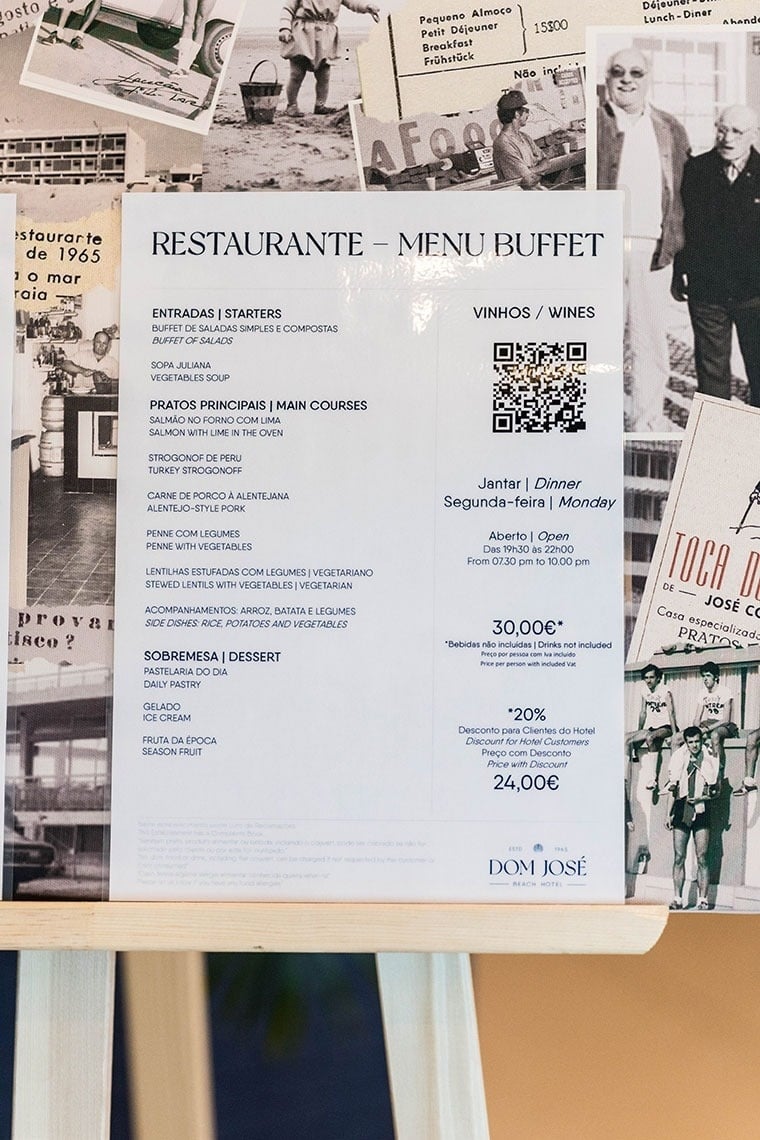 gosto e
Lunch-Diner
Déjeuner-Diner
Abende
Pequeno Almoço
Petit Déjeuner
Breakfast
Frühstück
15$00
Não
estaurante
de 1965
a o mar
raia
RESTAURANTE – MENU BUFFET
ENTRADAS | STARTERS
BUFFET DE SALADAS SIMPLES E COMPOSTAS
BUFFET OF SALADS
SOPA JULIANA
VEGETABLES SOUP
PRATOS PRINCIPAIS | MAIN COURSES
SALMÃO NO FORNO COM LIMA
SALMON WITH LIME IN THE OVEN
STROGONOF DE PERU
TURKEY STROGONOFF
CARNE DE PORCO À ALENTEJANA
ALENTEJO-STYLE PORK
PENNE COM LEGUMES
PENNE WITH VEGETABLES
LENTILHAS ESTUFADAS COM LEGUMES | VEGETARIANO
STEWED LENTILS WITH VEGETABLES | VEGETARIAN
ACOMPANHAMENTOS: ARROZ, BATATA E LEGUMES
SIDE DISHES: RICE, POTATOES AND VEGETABLES
SOBREMESA | DESSERT
PASTELARIA DO DIA
DAILY PASTRY
GELADO
ICE CREAM
FRUTA DA ÉPOCA
SEASON FRUIT
VINHOS / WINES
Jantar | Dinner
Segunda-feira | Monday
Aberto | Open
Das 19h30 às 22h00
From 07.30 pm to 10.00 pm
30,00€*
*Bebidas não incluídas | Drinks not included
Preço por pessoa com Iva incluído
Price per person with included Vat
*20%
Desconto para Clientes do Hotel
Discount for Hotel Customers
Preço com Desconto
Price with Discount
24,00€
ESTD 1965
DOM JOSÉ
BEACH HOTEL
provar
tisco?
TOCA D
DE — JOSÉ CO
Casa especializad
PRATOS